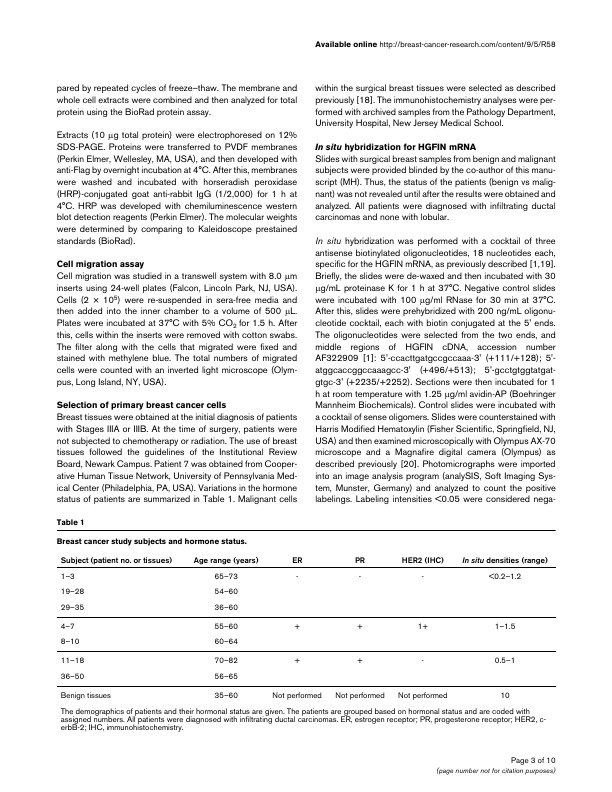 Available online http://breast-cancer-research.com/content/9/5/R58
pared by repeated cycles of freeze–thaw. The membrane and
whole cell extracts were combined and then analyzed for total
protein using the BioRad protein assay.
Extracts (10 μg total protein) were electrophoresed on 12%
SDS-PAGE. Proteins were transferred to PVDF membranes
(Perkin Elmer, Wellesley, MA, USA), and then developed with
anti-Flag by overnight incubation at 4°C. After this, membranes
were washed and incubated with horseradish peroxidase
(HRP)-conjugated goat anti-rabbit IgG (1/2,000) for 1 h at
4°C. HRP was developed with chemiluminescence western
blot detection reagents (Perkin Elmer). The molecular weights
were determined by comparing to Kaleidoscope prestained
standards (BioRad).
Cell migration assay
Cell migration was studied in a transwell system with 8.0 μm
inserts using 24-well plates (Falcon, Lincoln Park, NJ, USA).
Cells (2 × 10⁵) were re-suspended in sera-free media and
then added into the inner chamber to a volume of 500 μL.
Plates were incubated at 37°C with 5% CO₂ for 1.5 h. After
this, cells within the inserts were removed with cotton swabs.
The filter along with the cells that migrated were fixed and
stained with methylene blue. The total numbers of migrated
cells were counted with an inverted light microscope (Olym-
pus, Long Island, NY, USA).
Selection of primary breast cancer cells
Breast tissues were obtained at the initial diagnosis of patients
with Stages IIIA or IIIB. At the time of surgery, patients were
not subjected to chemotherapy or radiation. The use of breast
tissues followed the guidelines of the Institutional Review
Board, Newark Campus. Patient 7 was obtained from Cooper-
ative Human Tissue Network, University of Pennsylvania Med-
ical Center (Philadelphia, PA, USA). Variations in the hormone
status of patients are summarized in Table 1. Malignant cells
within the surgical breast tissues were selected as described
previously [18]. The immunohistochemistry analyses were per-
formed with archived samples from the Pathology Department,
University Hospital, New Jersey Medical School.
In situ hybridization for HGFIN mRNA
Slides with surgical breast samples from benign and malignant
subjects were provided blinded by the co-author of this manu-
script (MH). Thus, the status of the patients (benign vs malig-
nant) was not revealed until after the results were obtained and
analyzed. All patients were diagnosed with infiltrating ductal
carcinomas and none with lobular.
In situ hybridization was performed with a cocktail of three
antisense biotinylated oligonucleotides, 18 nucleotides each,
specific for the HGFIN mRNA, as previously described [1,19].
Briefly, the slides were de-waxed and then incubated with 30
μg/mL proteinase K for 1 h at 37°C. Negative control slides
were incubated with 100 μg/ml RNase for 30 min at 37°C.
After this, slides were prehybridized with 200 ng/mL oligonu-
cleotide cocktail, each with biotin conjugated at the 5' ends.
The oligonucleotides were selected from the two ends, and
middle regions of HGFIN cDNA, accession number
AF322909 [1]: 5'-ccacttgatgccgccaaa-3' (+111/+128); 5'-
atggcaccggccaaagcc-3' (+496/+513); 5'-gcctgtggtatgat-
gtgc-3' (+2235/+2252). Sections were then incubated for 1
h at room temperature with 1.25 μg/ml avidin-AP (Boehringer
Mannheim Biochemicals). Control slides were incubated with
a cocktail of sense oligomers. Slides were counterstained with
Harris Modified Hematoxylin (Fisher Scientific, Springfield, NJ,
USA) and then examined microscopically with Olympus AX-70
microscope and a Magnafire digital camera (Olympus) as
described previously [20]. Photomicrographs were imported
into an image analysis program (analySIS, Soft Imaging Sys-
tem, Munster, Germany) and analyzed to count the positive
labelings. Labeling intensities <0.05 were considered nega-
Table 1
Breast cancer study subjects and hormone status.
Subject (patient no. or tissues) Age range (years) ER PR HER2 (IHC) In situ densities (range)
1–3 65–73 - - - <0.2–1.2
19–28 54–60
29–35 36–60
4–7 55–60 + + 1+ 1–1.5
8–10 60–64
11–18 70–82 + + - 0.5–1
36–50 56–65
Benign tissues 35–60 Not performed Not performed Not performed 10
The demographics of patients and their hormonal status are given. The patients are grouped based on hormonal status and are coded with
assigned numbers. All patients were diagnosed with infiltrating ductal carcinomas. ER, estrogen receptor; PR, progesterone receptor; HER2, c-
erbB-2; IHC, immunohistochemistry.
Page 3 of 10
(page number not for citation purposes)